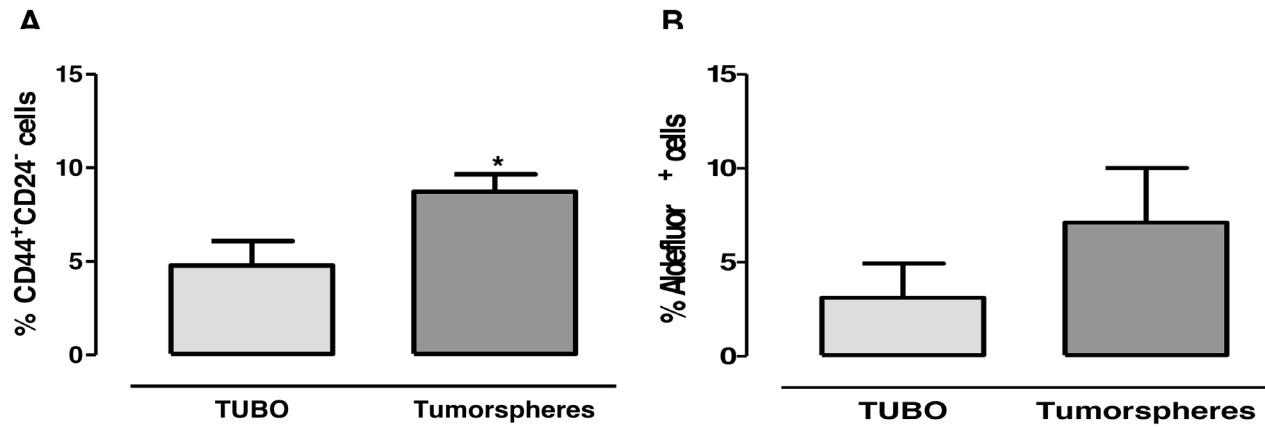 A
% CD44⁺CD24⁻ cells
15
10
5
0
*
TUBO
Tumorspheres
B
% Aldefluor ⁺ cells
15
10
5
0
TUBO
Tumorspheres